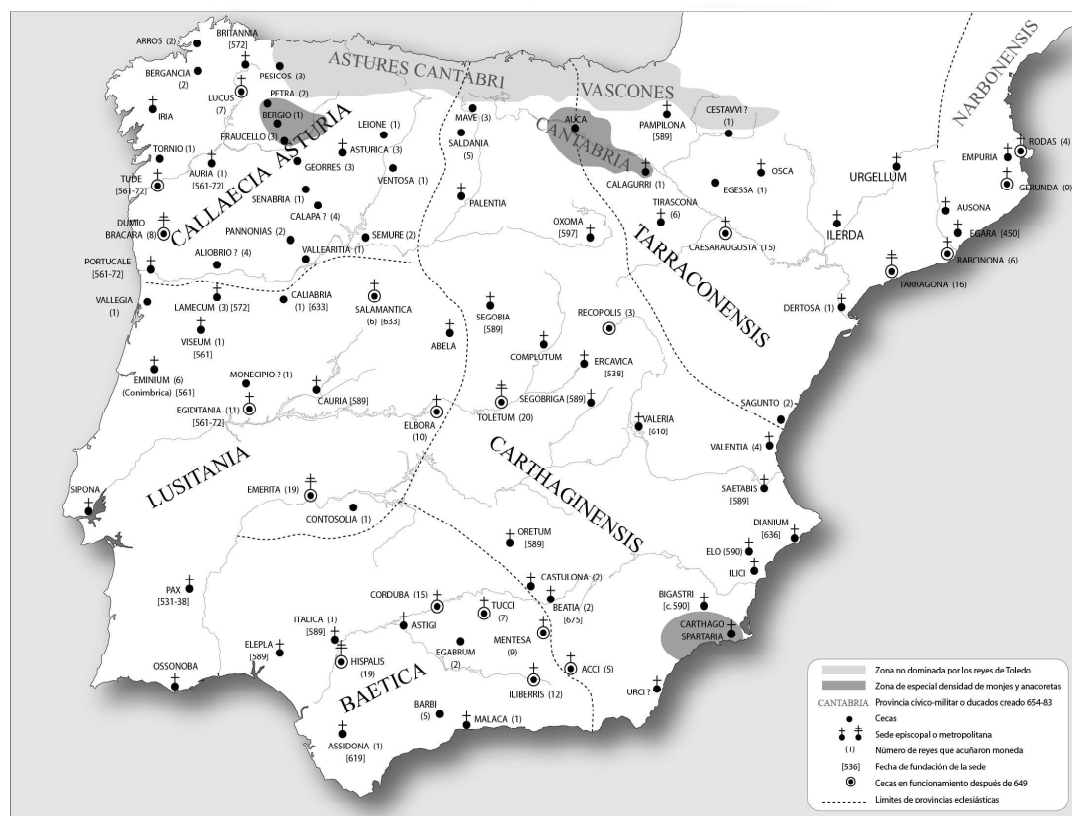 ARROS (2)
BRITANNIA
[572]
BERGANCIA
(2)
PESICOS (3)
PETRA (2)
LUCUS
(7)
IRIA
BERGIO (1)
FRAUCELLO (3)
ASTURES CANTABRI
VASCONES
NARBONENSIS
LEIONE (1)
MAVE (3)
AUCA
CANTABRIA
PAMPILONA
[589]
CESTAVVI ?
(1)
RODAS (4)
SALDANIA
(5)
TORNIO (1)
AURIA (1)
[561-72]
ASTURICA (3)
GEORRES (3)
VENTOSA (1)
CALLAECIA ASTURIA
CALAGURRI (1)
EGESSA (1)
OSCA
URGELLUM
EMPURIA
GERUNDA (9)
TUDE
[561-72]
SENABRIA (1)
CALAPA ? (4)
PALENTIA
TIRASCONA
(6)
AUSONA
DUMIO
BRACARA (8)
PANNONIAS (2)
SEMURE (2)
OXOMA
[597]
CAESARAUGUSTA (15)
ILERDA
EGARA [450]
PORTUCALE
[561-72]
ALIOBRIO ? (4)
VALLEARITIA (1)
TARRACONENSIS
BARCINONA (6)
TARRAGONA (16)
VALLEGIA
(1)
LAMECUM (3) [572]
CALIABRIA
(1) [633]
SALAMANTICA
(6) [633]
SEGOBIA
[589]
RECOPOLIS (3)
DERTOSA (1)
VISEUM (1)
[561]
ABELA
COMPLUTUM
ERCAVICA
EMINIUM (6)
(Conimbrica) [561]
MONECIPIO ? (1)
CAURIA [589]
SEGOBRIGA [589]
EGIDITANIA (11)
[561-72]
ELBORA
(10)
TOLETUM (20)
VALERIA
[610]
SAGUNTO (2)
VALENTIA (4)
LUSITANIA
CARTHAGINENSIS
SIPONA
EMERITA (19)
CONTOSOLIA (1)
SAETABIS
[589]
ORETUM
[589]
DIANIUM
[636]
ELO (590)
ILICI
PAX
[531-38]
CORDUBA (15)
TUCCI
(7)
CASTULONA (2)
BEATIA (2)
[675]
BIGASTRI
[c.590]
ITALICA (1)
[589]
ASTIGI
EGABRUM
(2)
MENTESA
(9)
CARTHAGO
SPARTARIA
ELEPLA
[589]
HISPALIS
(19)
ACCI (5)
OSSONOBA
BAETICA
ILIBERRIS (12)
URCI ?
BARBI
(5)
MALACA (1)
ASSIDONA (1)
[619]
Zona no dominada por los reyes de Toledo
Zona de especial densidad de monjes y anacoretas
CANTABRIA Provincia cívico-militar o ducados creado 654-83
Cecas
Sede episcopal o metropolitana
(1) Número de reyes que acuñaron moneda
[536] Fecha de fundación de la sede
Cecas en funcionamiento después de 649
Limites de provincias eclesiásticas